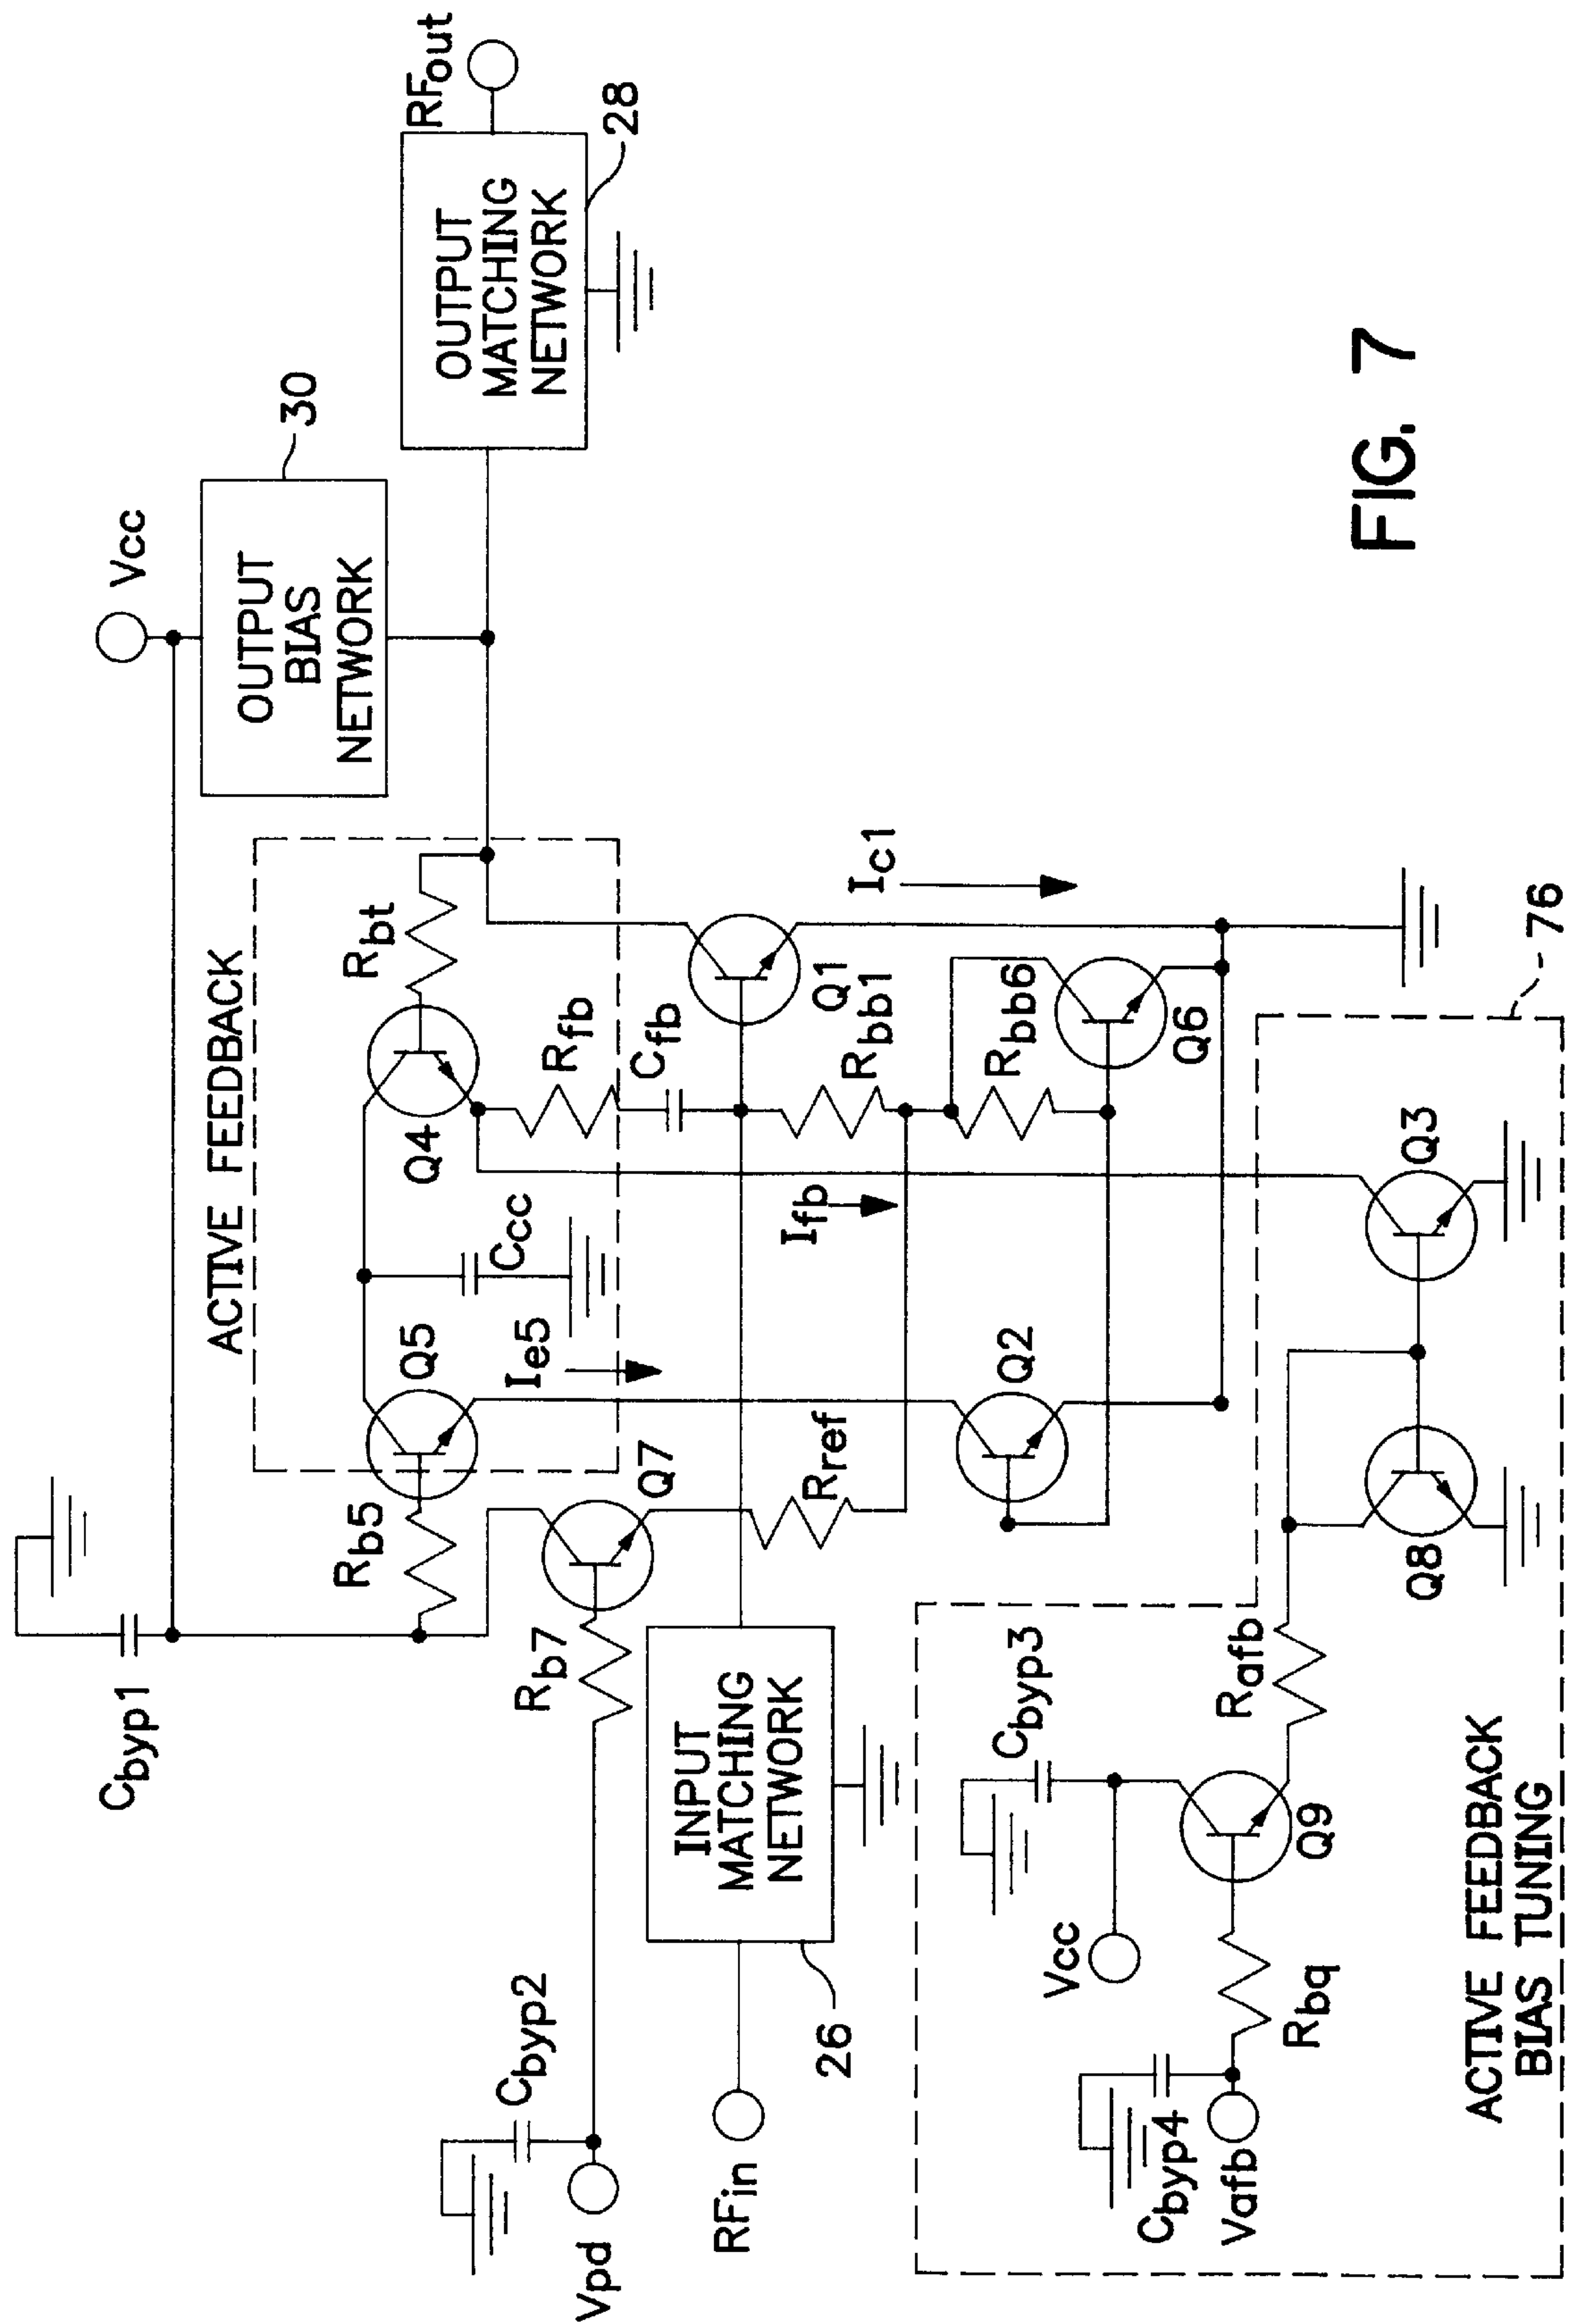 Vcc
30
OUTPUT
BIAS
NETWORK
RFout
OUTPUT
MATCHING
NETWORK
28
Cbyp1
ACTIVE FEEDBACK
Rb5
Q5
Q4
Rbt
Ccc
Rfb
Cfb
Ie5
Cbyp2
Vpd
Rb7
Q7
Rref
RFin
INPUT
MATCHING
NETWORK
26
Ifb
Q1
Rbb1
Ic1
Q2
Rbb6
Q6
Cbyp3
Vcc
Cbyp4
Vafb
Rbq
Q9
Rafb
Q8
Q3
ACTIVE FEEDBACK
BIAS TUNING
76
FIG. 7